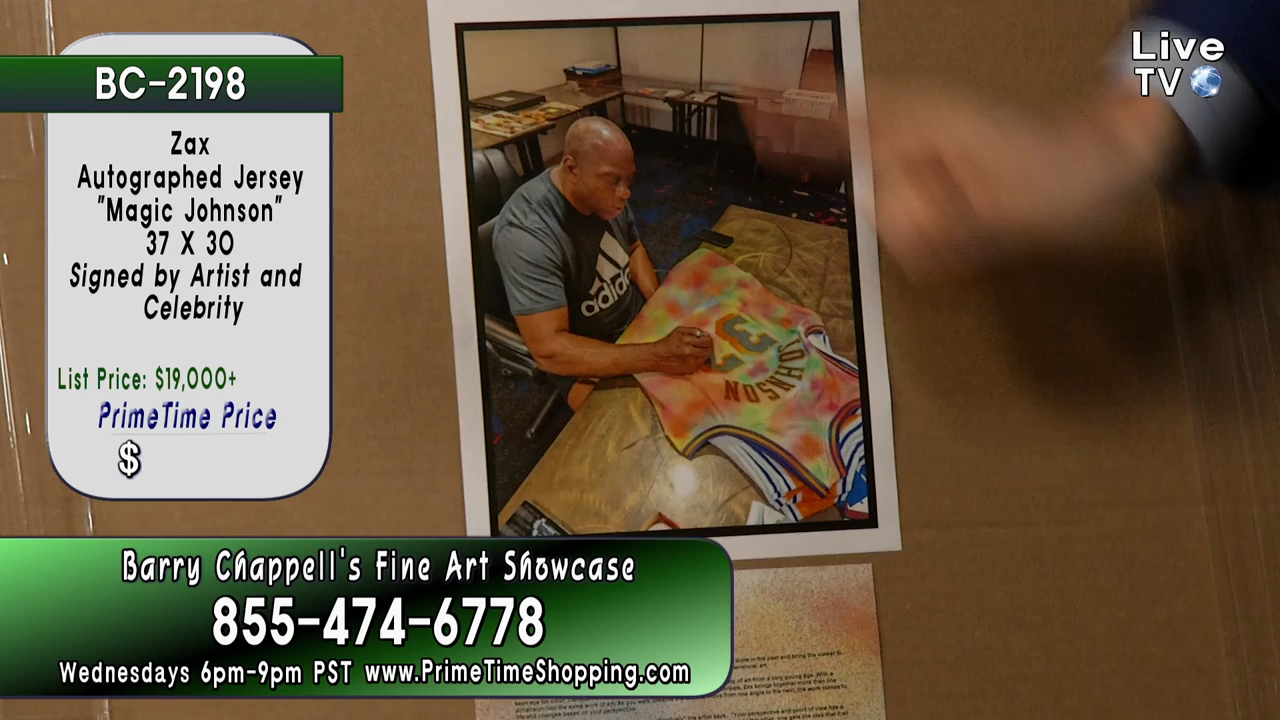 BC-2198
Zax
Autographed Jersey
"Magic Johnson"
37 X 30
Signed by Artist and
Celebrity
List Price: $19,000+
PrimeTime Price
$
Live
TV
adidas
JOHNSON
Barry Chappell's Fine Art Showcase
855-474-6778
Wednesdays 6pm-9pm PST www.PrimeTimeShopping.com